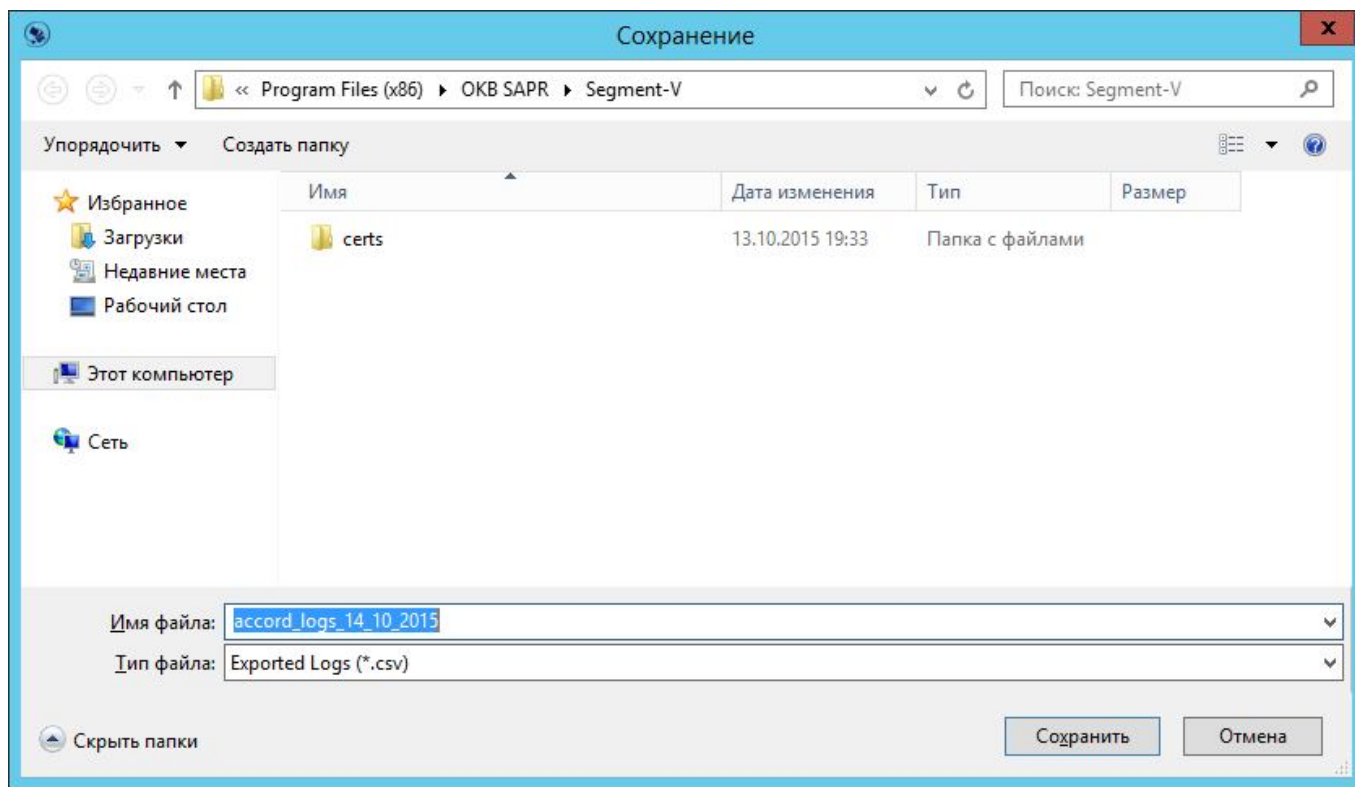 Сохранение
x
« Program Files (x86) OKB SAPR Segment-V Поиск: Segment-V
Упорядочить Создать папку
Имя Дата изменения Тип Размер
Избранное
Загрузки certs 13.10.2015 19:33 Папка с файлами
Недавние места
Рабочий стол
Этот компьютер
Сеть
Имя файла: accord_logs_14_10_2015
Тип файла: Exported Logs (*.csv)
Скрыть папки Сохранить Отмена